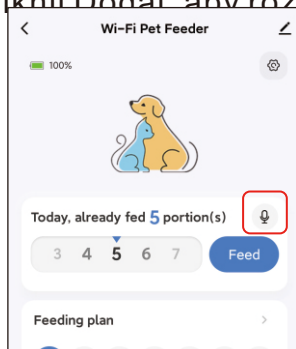 Wi-Fi Pet Feeder
100%
Today, already fed 5 portion(s)
3 4 5 6 7 Feed
Feeding plan